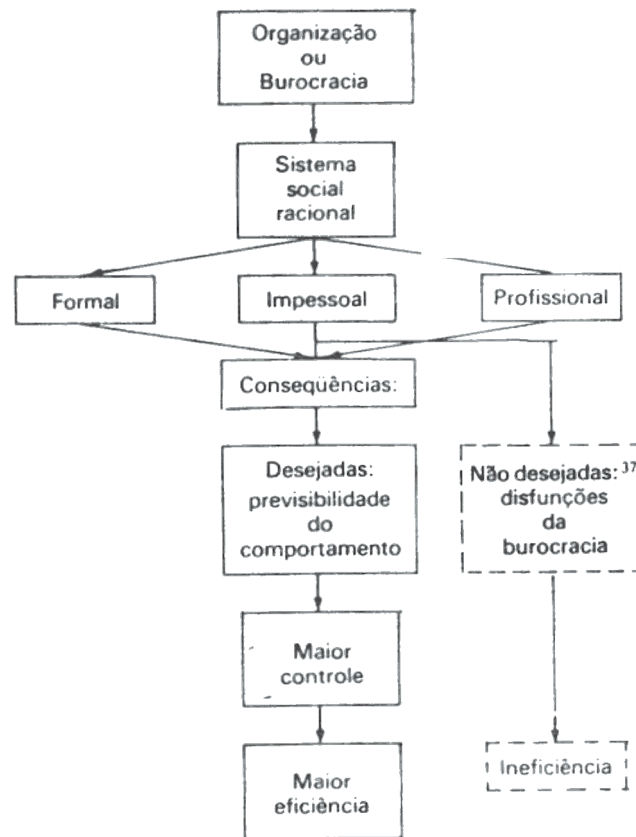 Organização
ou
Burocracia
Sistema
social
racional
Formal
Impessoal
Profissional
Conseqüências:
Desejadas:
previsibilidade
do
comportamento
Não desejadas: 37
disfunções
da
burocracia
Maior
controle
Maior
eficiência
Ineficiência